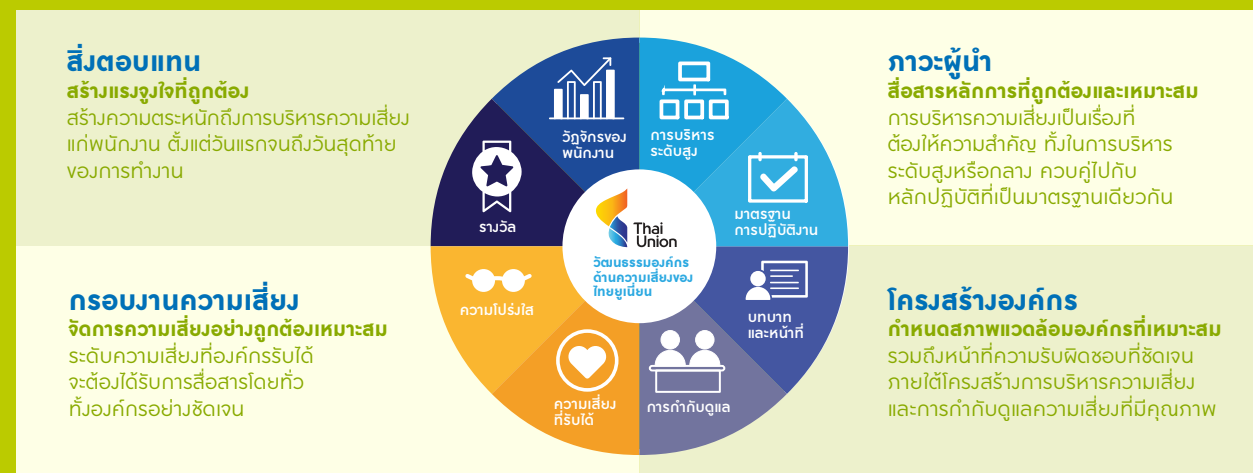 สิ่งตอบแทน
สร้างแรงจูงใจที่ถูกต้อง
สร้างความตระหนักถึงการบริหารความเสี่ยง
แก่พนักงาน ตั้งแต่วันแรกจนถึงวันสุดท้าย
ของการทำงาน
ภาวะผู้นำ
สื่อสารหลักการที่ถูกต้องและเหมาะสม
การบริหารความเสี่ยงเป็นเรื่องที่
ต้องให้ความสำคัญ ทั้งในการบริหาร
ระดับสูงหรือกลาง ควบคู่ไปกับ
หลักปฏิบัติที่เป็นมาตรฐานเดียวกัน
วัฎจักรของ
พนักงาน
การบริหาร
ระดับสูง
รางวัล
มาตรฐาน
การปฏิบัติงาน
Thai
Union
วัฒนธรรมองค์กร
ด้านความเสี่ยงของ
ไทยยูเนี่ยน
ความโปร่งใส
บทบาท
และหน้าที่
ความเสี่ยง
ที่รับได้
การกำกับดูแล
กรอบงานความเสี่ยง
จัดการความเสี่ยงอย่างถูกต้องเหมาะสม
ระดับความเสี่ยงที่องค์กรรับได้
จะต้องได้รับการสื่อสารโดยทั่ว
ทั้งองค์กรอย่างชัดเจน
โครงสร้างองค์กร
กำหนดสภาพแวดล้อมองค์กรที่เหมาะสม
รวมถึงหน้าที่ความรับผิดชอบที่ชัดเจน
ภายใต้โครงสร้างการบริหารความเสี่ยง
และการกำกับดูแลความเสี่ยงที่มีคุณภาพ